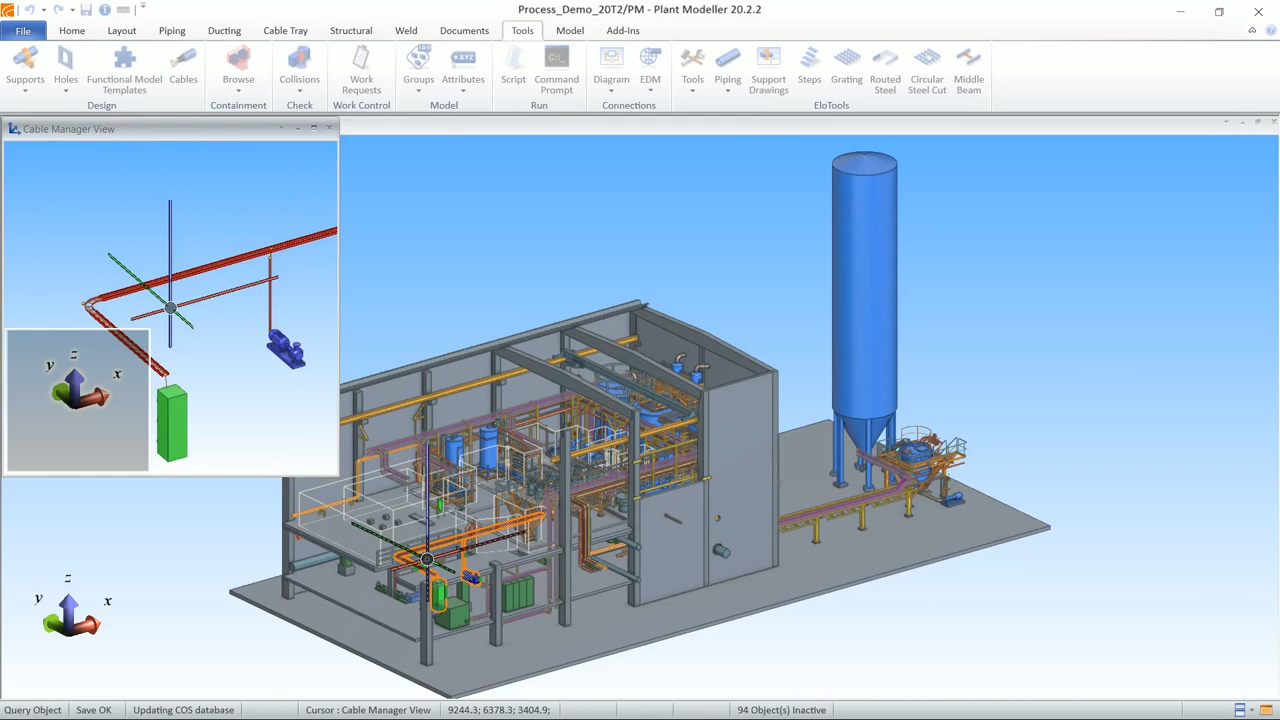 Process_Demo_20T2/PM - Plant Modeller 20.2.2
File Home Layout Piping Ducting Cable Tray Structural Weld Documents Tools Model Add-Ins
Supports Holes Functional Model Templates Cables Browse Collisions Work Requests Groups Attributes Script Command Prompt Diagram EDM Tools Piping Support Drawings Steps Grating Routed Steel Circular Steel Cut Middle Beam
Design Containment Check Work Control Model Run Connections EloTools
Cable Manager View
z
y
x
z
y
x
Query Object Save OK Updating COS database Cursor : Cable Manager View 9244.3; 6378.3; 3404.9; 94 Object(s) Inactive